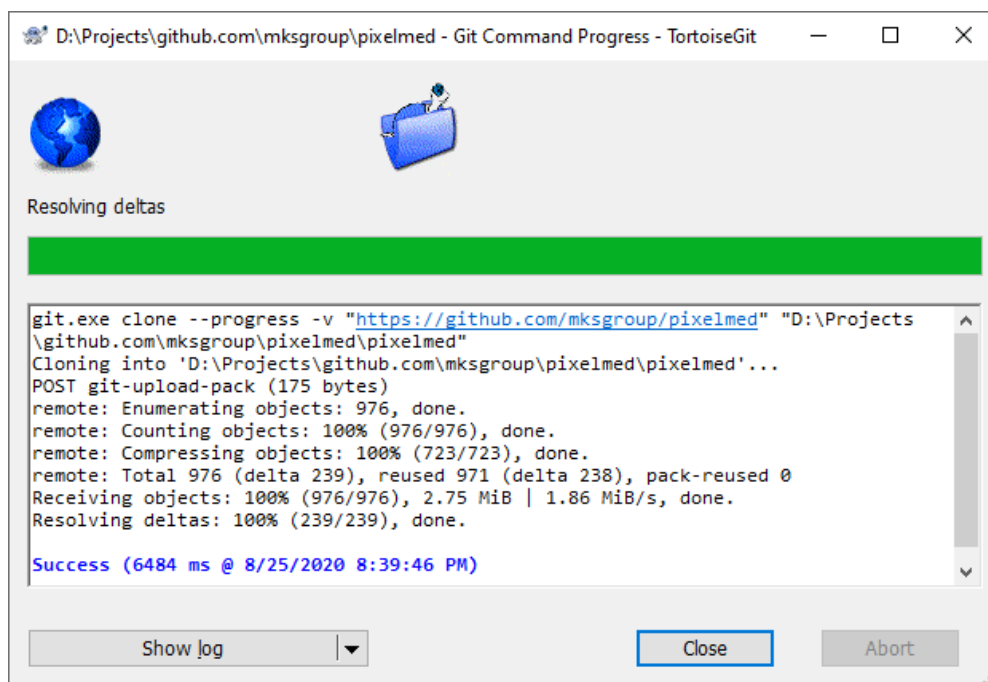 D:\Projects\github.com\mksgroup\pixelmed - Git Command Progress - TortoiseGit
Resolving deltas
git.exe clone --progress -v "https://github.com/mksgroup/pixelmed" "D:\Projects
\github.com\mksgroup\pixelmed\pixelmed"
Cloning into 'D:\Projects\github.com\mksgroup\pixelmed\pixelmed'...
POST git-upload-pack (175 bytes)
remote: Enumerating objects: 976, done.
remote: Counting objects: 100% (976/976), done.
remote: Compressing objects: 100% (723/723), done.
remote: Total 976 (delta 239), reused 971 (delta 238), pack-reused 0
Receiving objects: 100% (976/976), 2.75 MiB | 1.86 MiB/s, done.
Resolving deltas: 100% (239/239), done.
Success (6484 ms @ 8/25/2020 8:39:46 PM)
Show log
Close
Abort